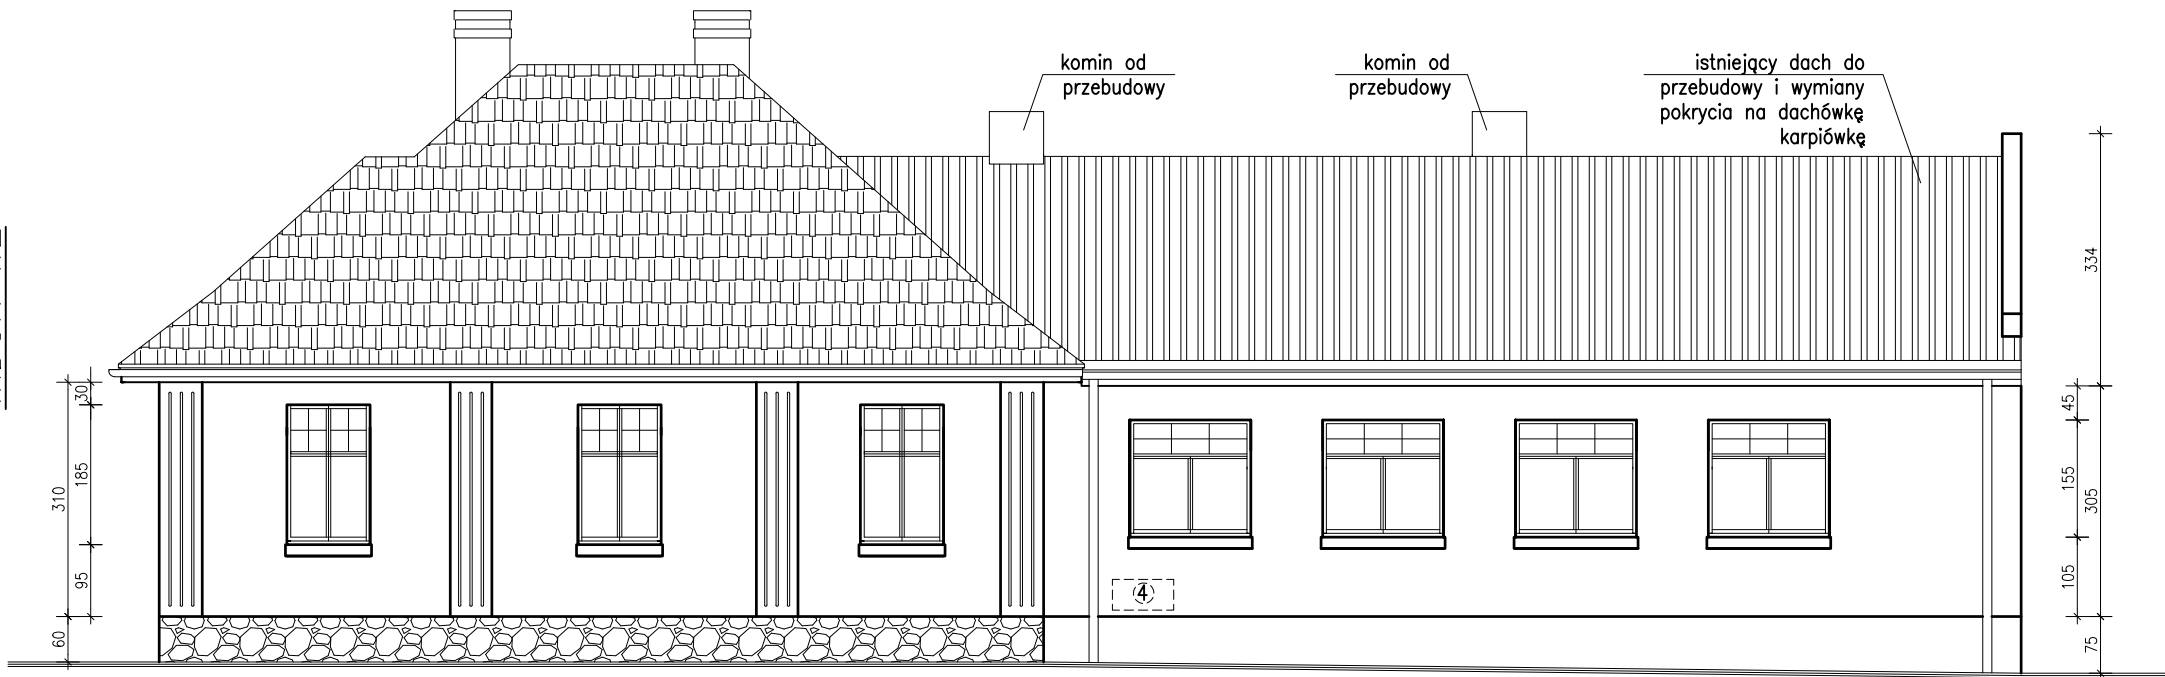 komin od
przebudowy
komin od
przebudowy
istniejący dach do
przebudowy i wymiany
pokrycia na dachówkę
karpiówkę
334
30
185
310
95
60
45
155
305
105
75
4